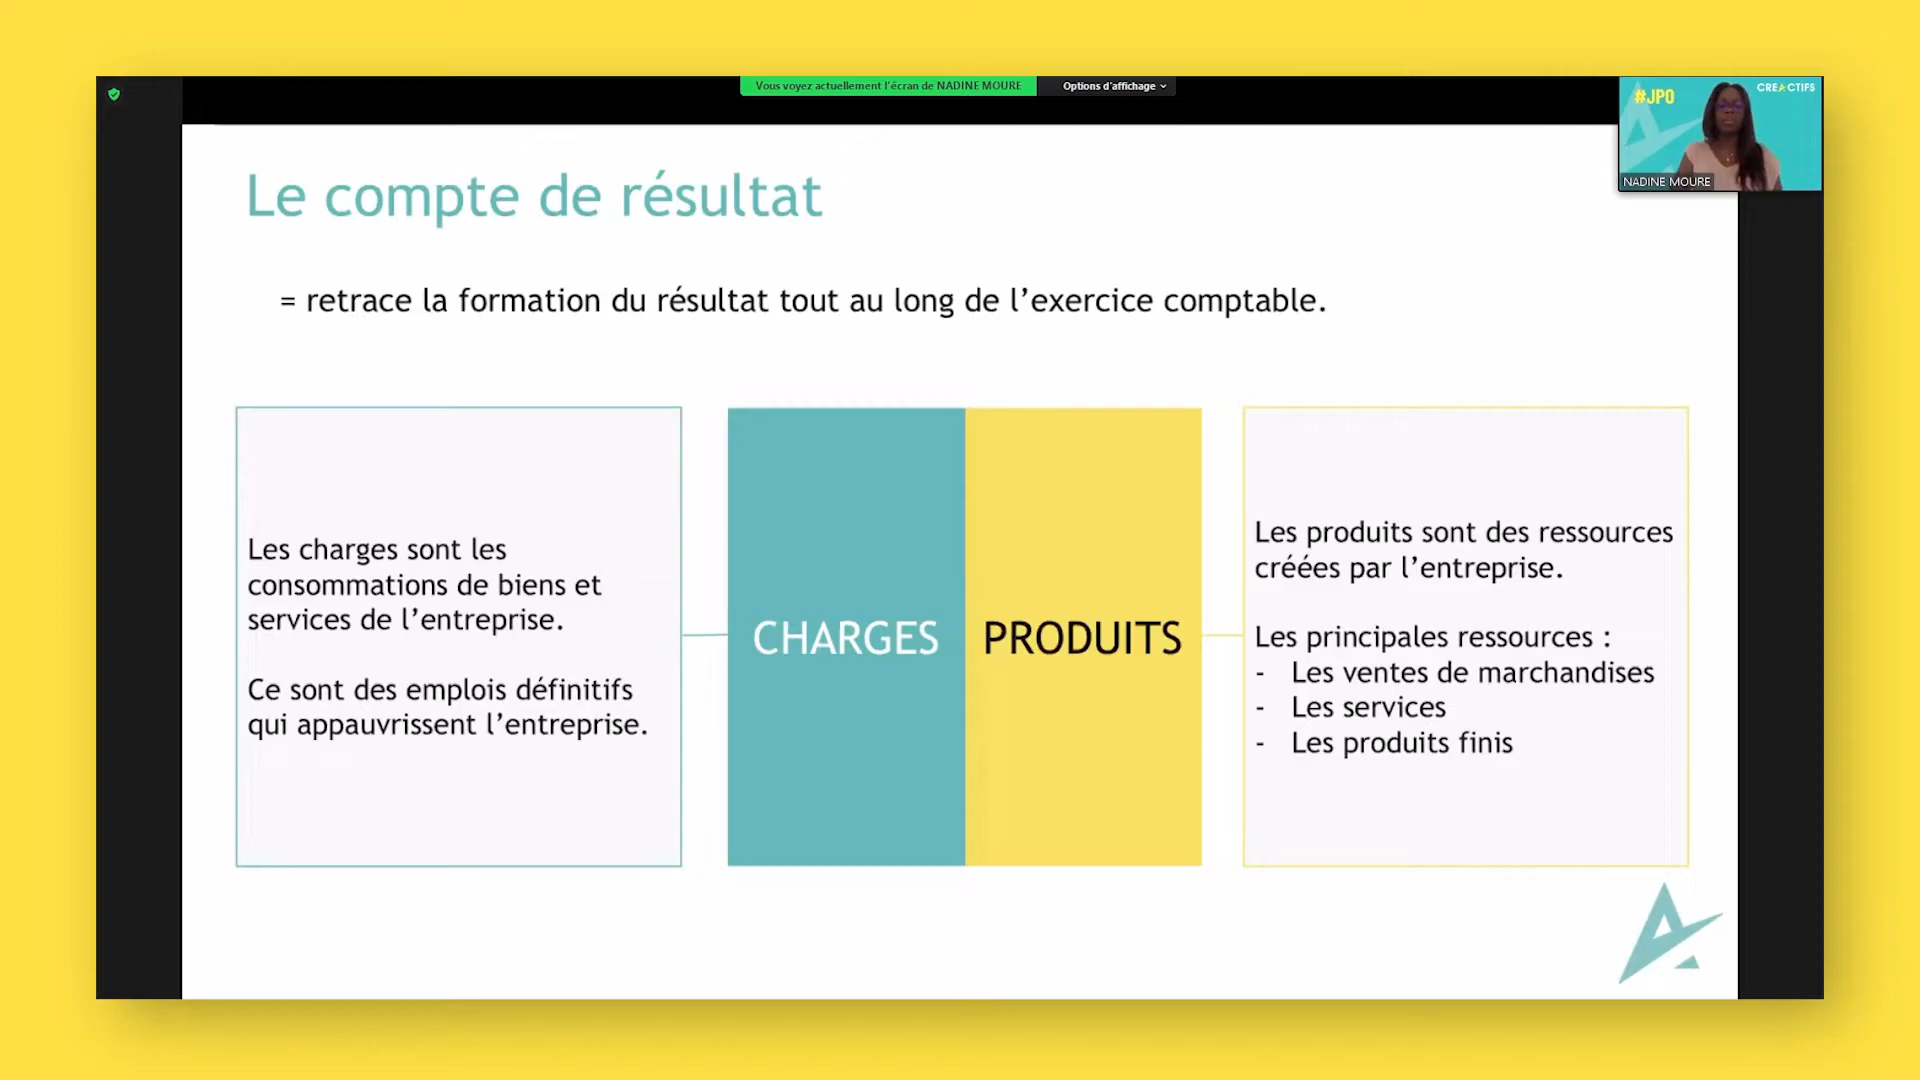 Vous voyez actuellement l'écran de NADINE MOURE
Options d'affichage
#JPO
CREACTIFS
NADINE MOURE
Le compte de résultat
= retrace la formation du résultat tout au long de l’exercice comptable.
Les charges sont les
consommations de biens et
services de l’entreprise.
Ce sont des emplois définitifs
qui appauvrissent l’entreprise.
CHARGES
PRODUITS
Les produits sont des ressources
créées par l’entreprise.
Les principales ressources :
- Les ventes de marchandises
- Les services
- Les produits finis